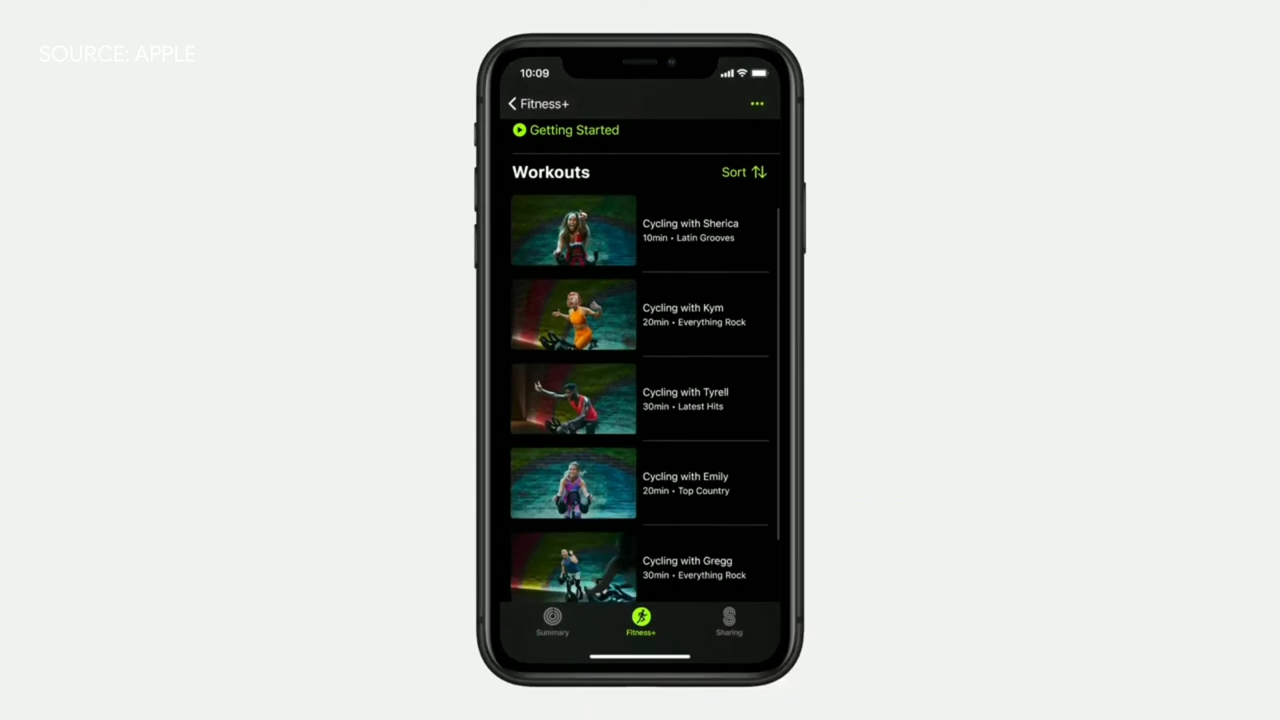 SOURCE: APPLE
10:09
Fitness+
Getting Started
Workouts
Sort
Cycling with Sherica
10min • Latin Grooves
Cycling with Kym
20min • Everything Rock
Cycling with Tyrell
30min • Latest Hits
Cycling with Emily
20min • Top Country
Cycling with Gregg
30min • Everything Rock
Summary
Fitness+
Sharing